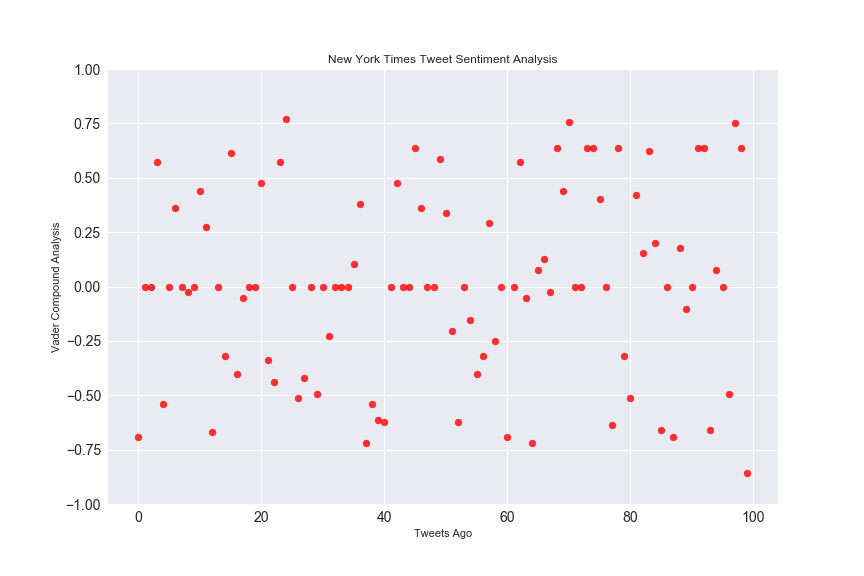 New York Times Tweet Sentiment Analysis
1.00
0.75
0.50
0.25
0.00
−0.25
−0.50
−0.75
−1.00
Vader Compound Analysis
0 20 40 60 80 100
Tweets Ago